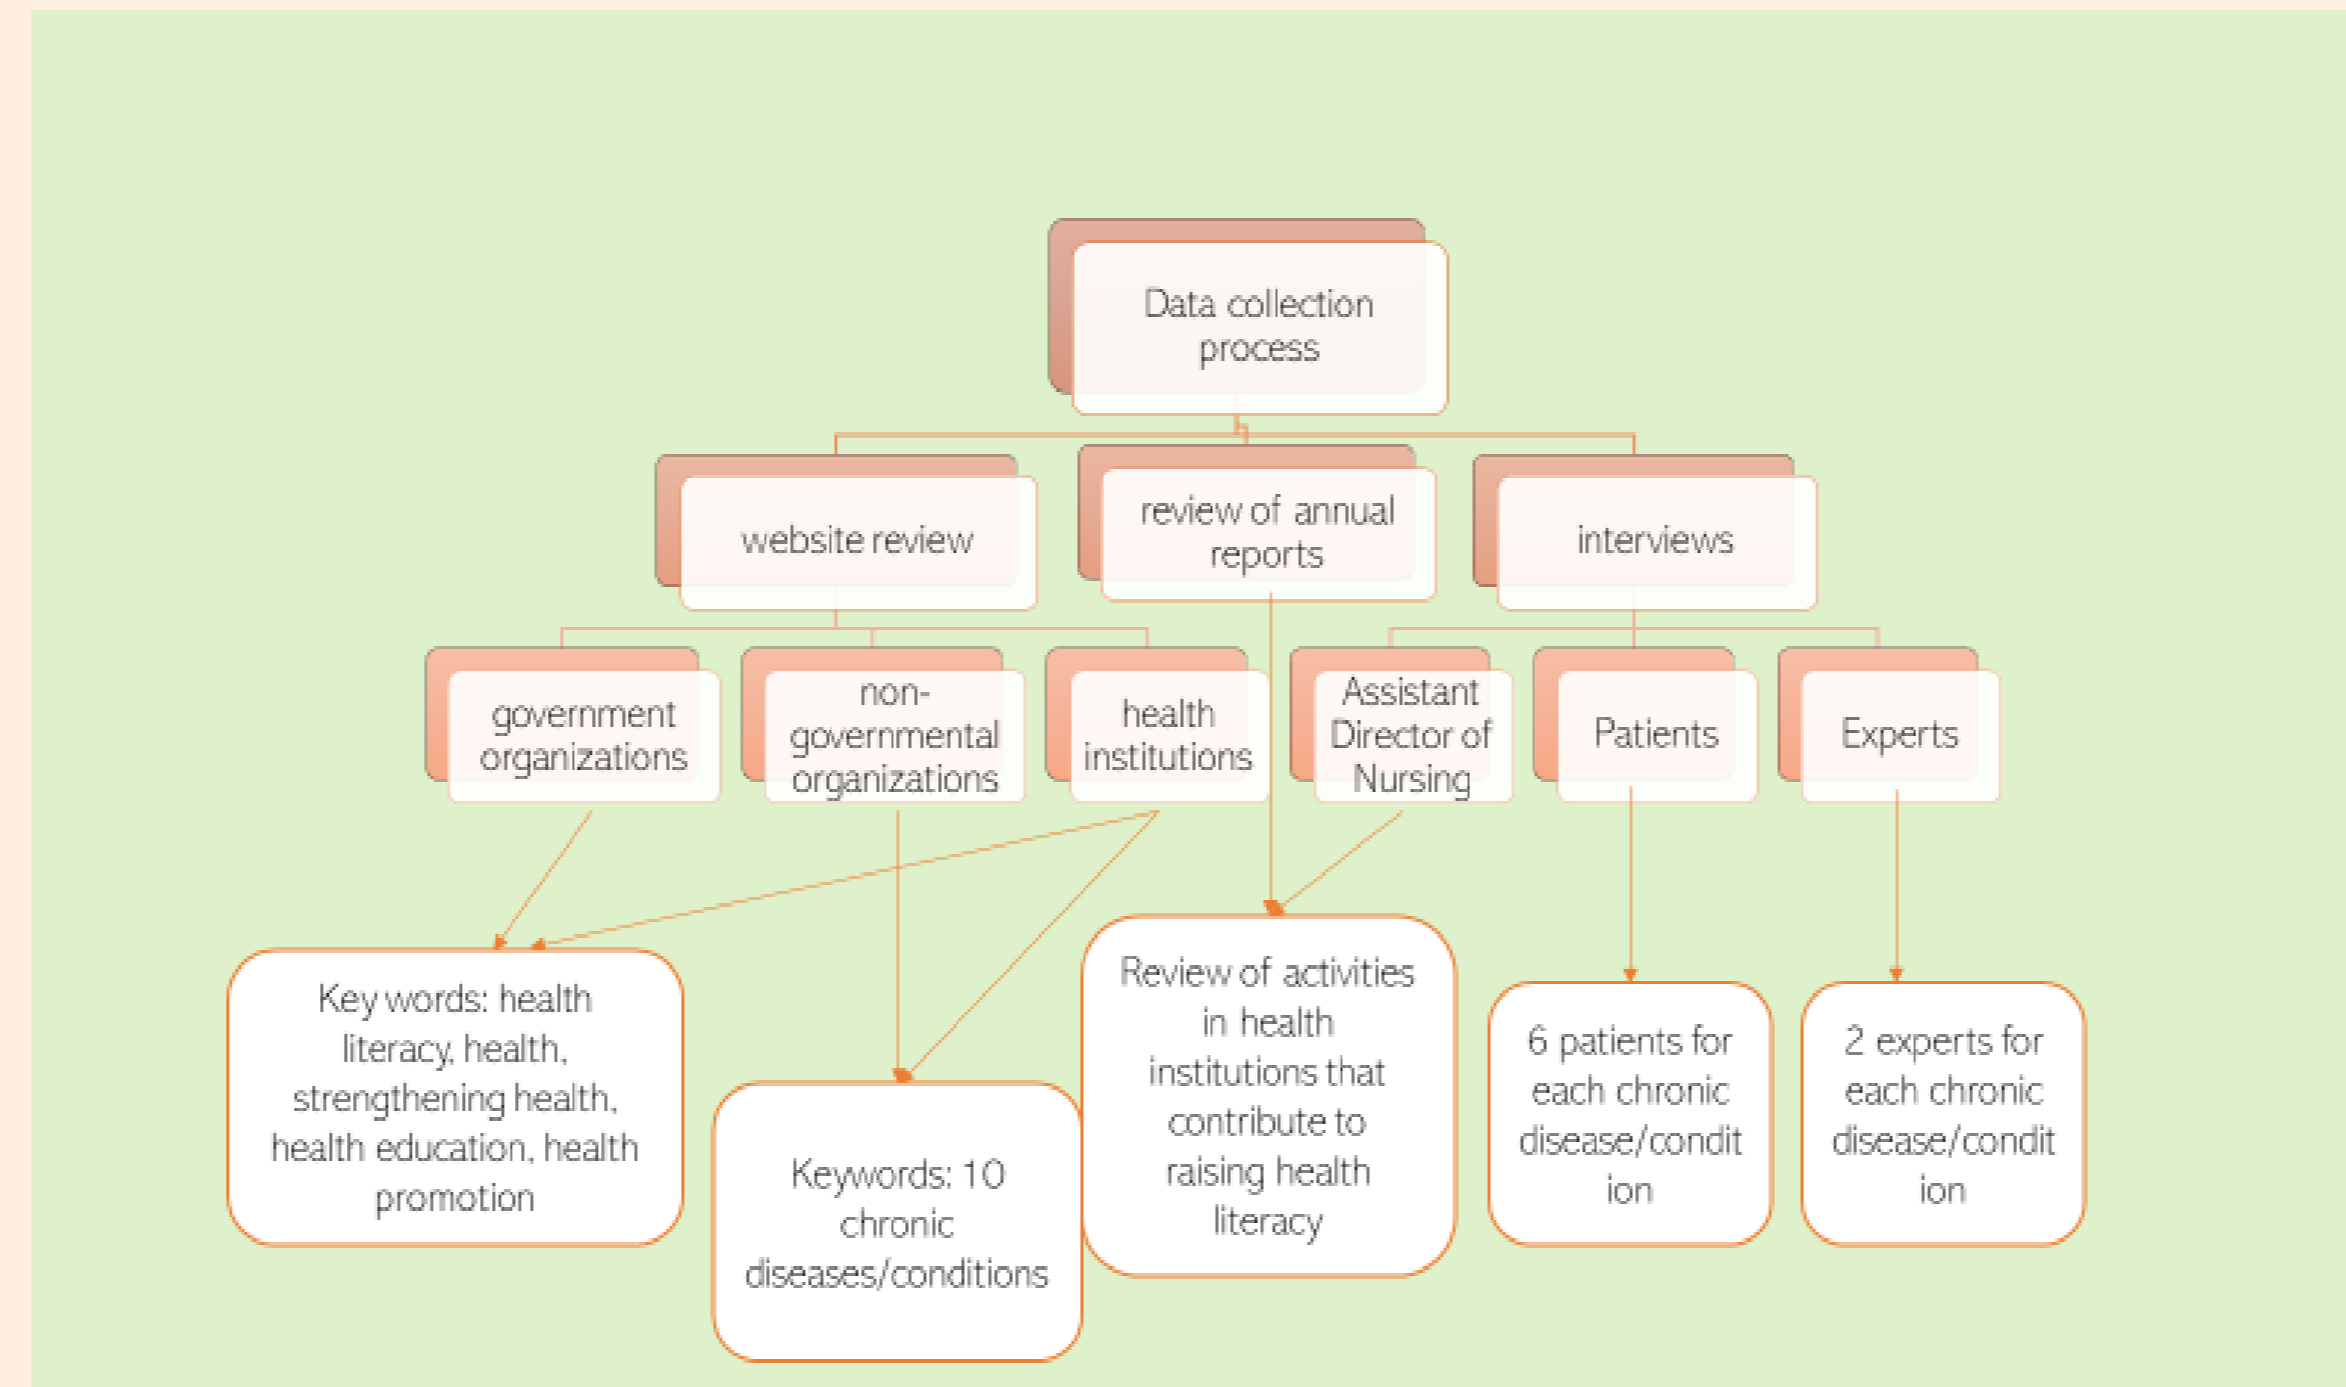 Data collection
process
website review
review of annual
reports
interviews
government
organizations
non-
governmental
organizations
health
institutions
Assistant
Director of
Nursing
Patients
Experts
Key words: health
literacy, health,
strengthening health,
health education, health
promotion
Keywords: 10
chronic
diseases/conditions
Review of activities
in health
institutions that
contribute to
raising health
literacy
6 patients for
each chronic
disease/condit
ion
2 experts for
each chronic
disease/condit
ion